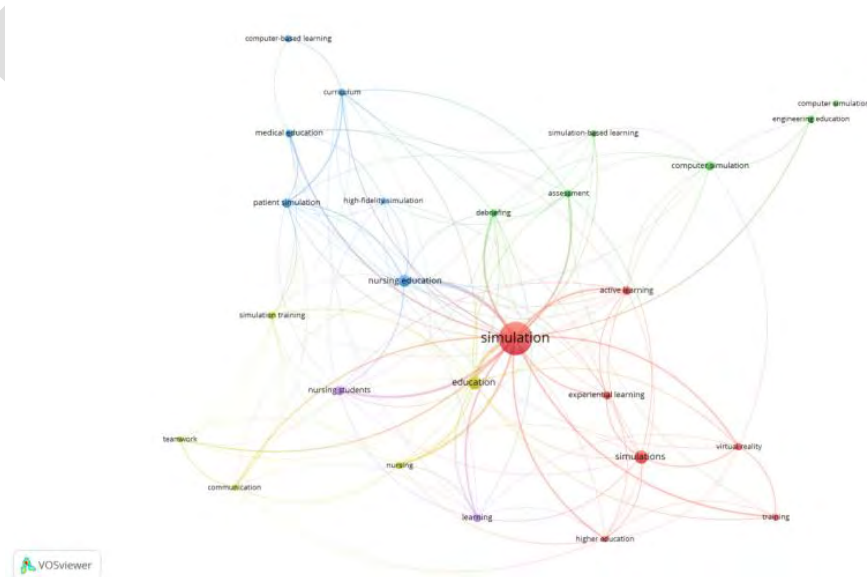 computer-based learning
curriculum
computer simulation
engineering education
medical education
simulation-based learning
computer simulation
assessment
patient simulation
high-fidelity simulation
debriefing
nursing education
active learning
simulation training
simulation
education
nursing students
experiential learning
teamwork
virtual reality
simulations
nursing
communication
learning
training
higher education
VOSviewer